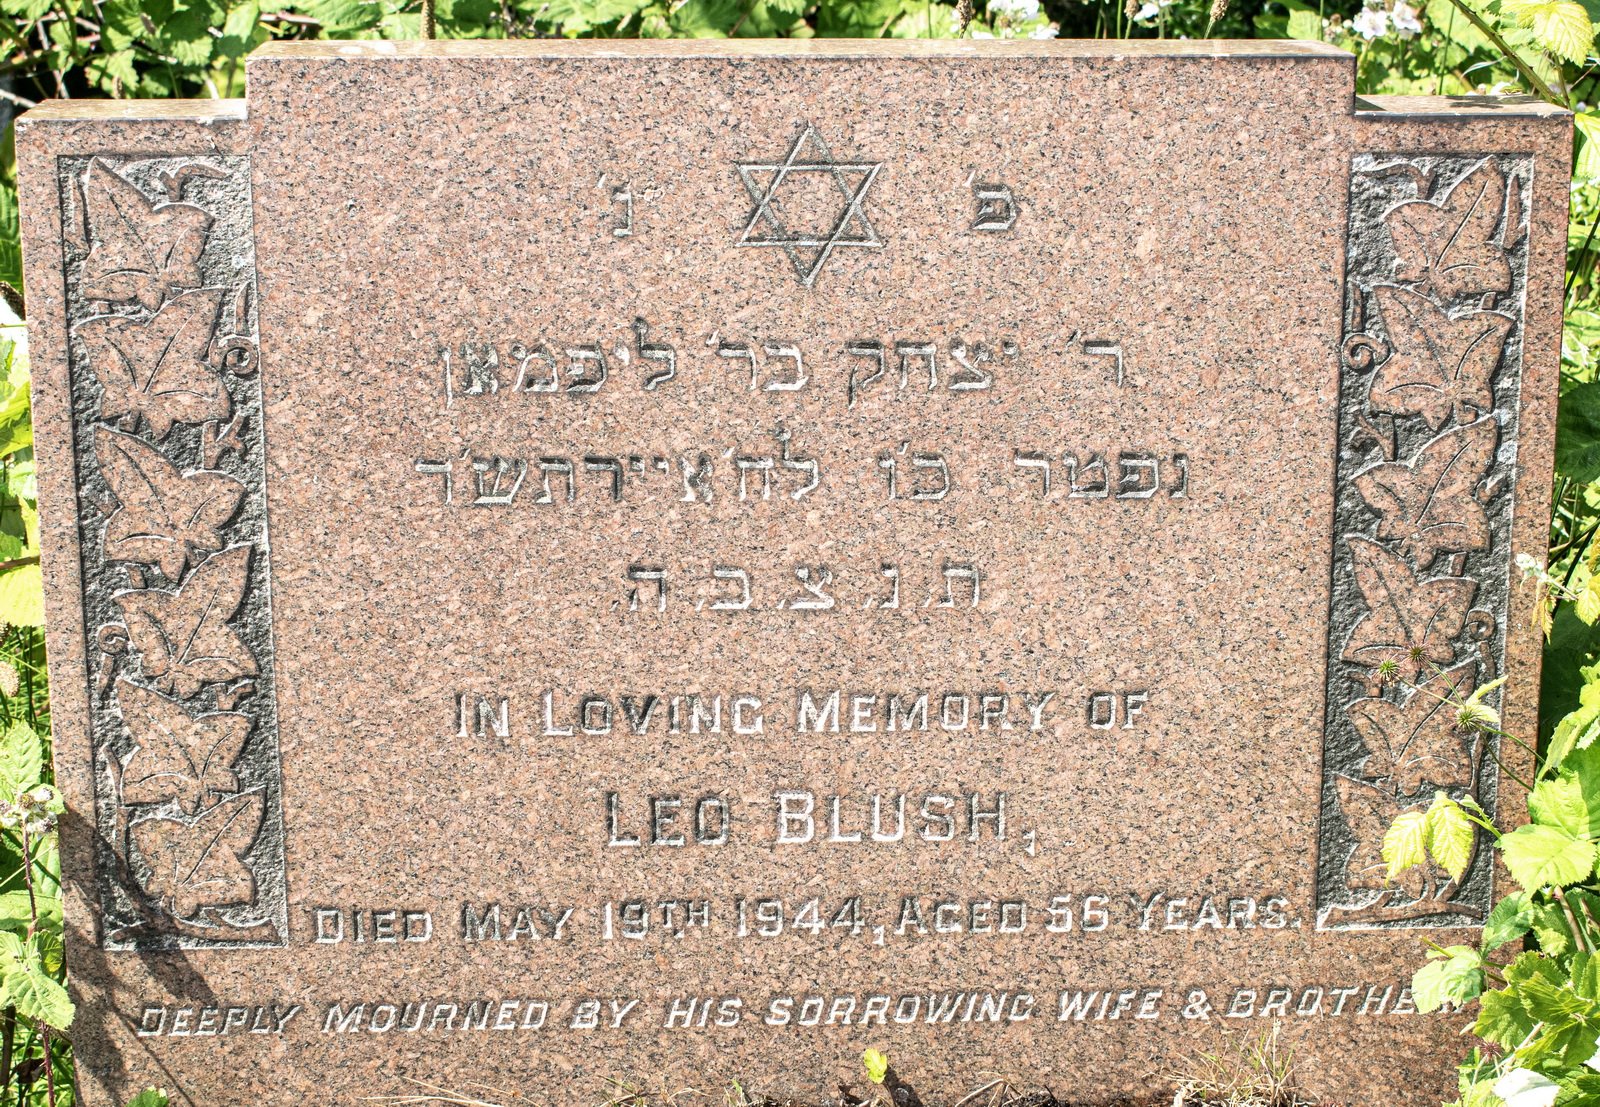 פ' נ'
ר' יצחק בר' ליפמאן
נפטר כ'ו לח'אייר תש'ד
ת.נ.צ.ב.ה.
IN LOVING MEMORY OF
LEO BLUSH,
DIED MAY 19TH 1944, AGED 56 YEARS.
DEEPLY MOURNED BY HIS SORROWING WIFE & BROTHER